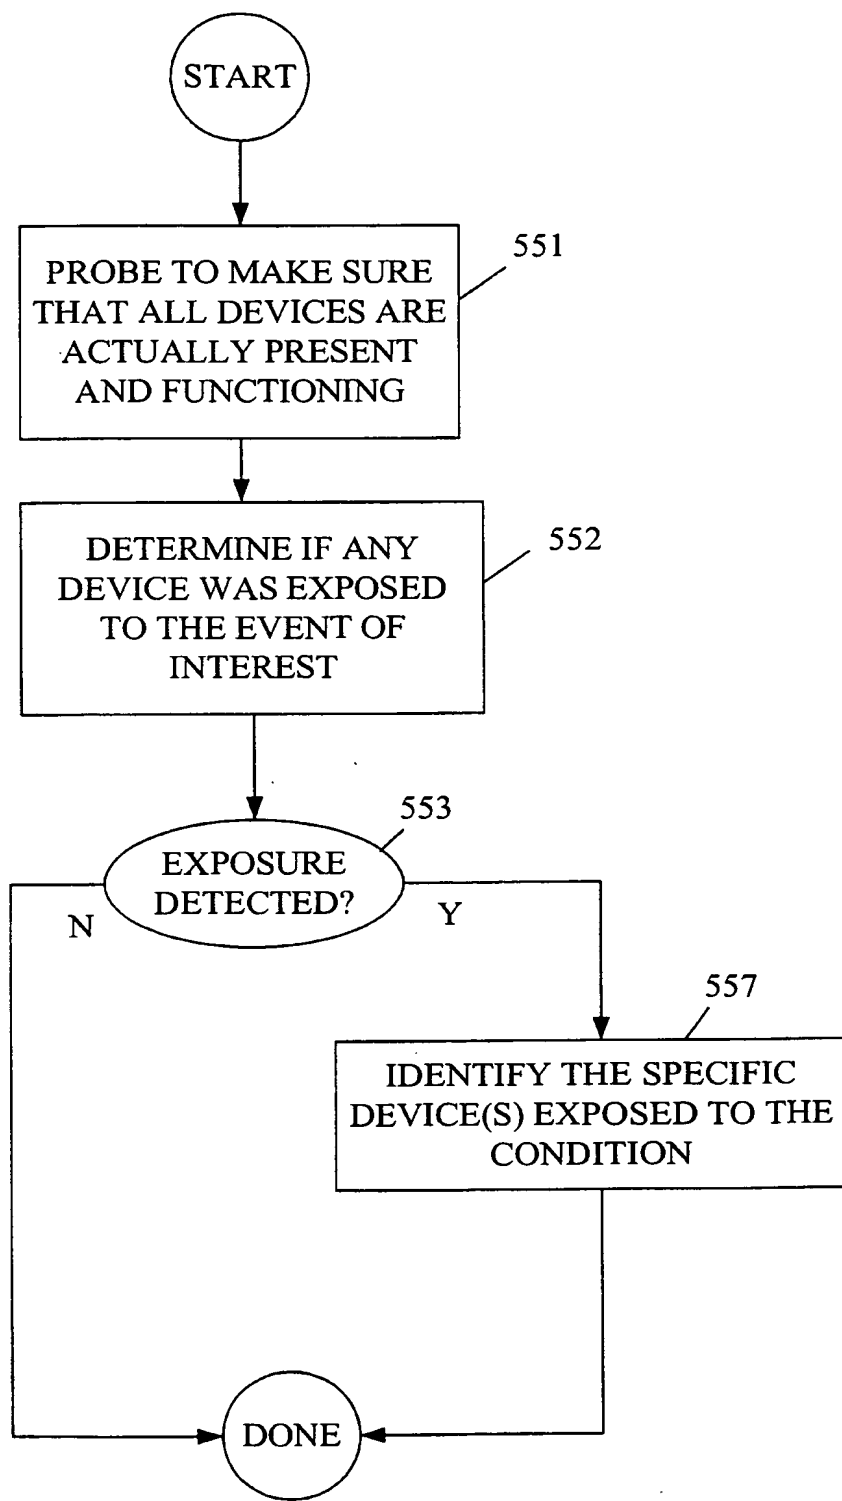 START
551
PROBE TO MAKE SURE
THAT ALL DEVICES ARE
ACTUALLY PRESENT
AND FUNCTIONING
552
DETERMINE IF ANY
DEVICE WAS EXPOSED
TO THE EVENT OF
INTEREST
553
EXPOSURE
DETECTED?
N
Y
557
IDENTIFY THE SPECIFIC
DEVICE(S) EXPOSED TO THE
CONDITION
DONE